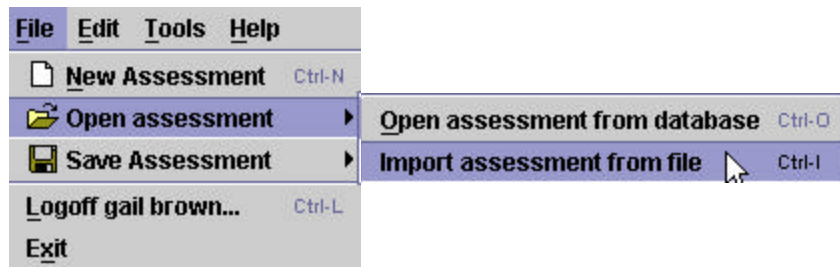 File Edit Tools Help
New Assessment Ctrl-N
Open assessment
Open assessment from database Ctrl-O
Save Assessment
Import assessment from file Ctrl-I
Logoff gail brown... Ctrl-L
Exit